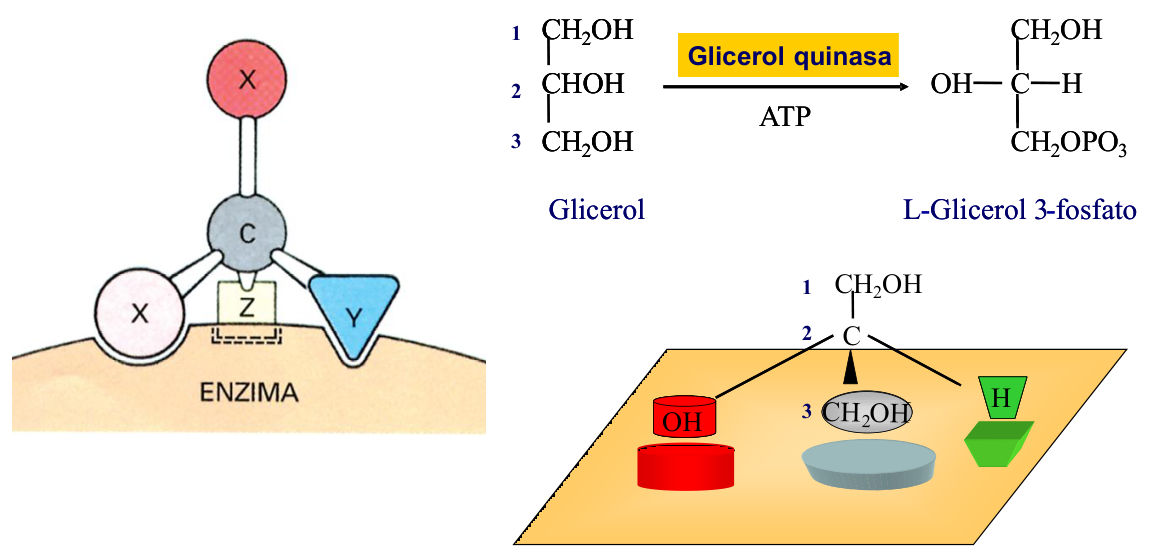 X
C
X
Z
Y
ENZIMA
1 CH₂OH
2 CHOH
3 CH₂OH
Glicerol
Glicerol quinasa
ATP
CH₂OH
OH—C—H
CH₂OPO₃
L-Glicerol 3-fosfato
1 CH₂OH
2 C
OH
3 CH₂OH
H